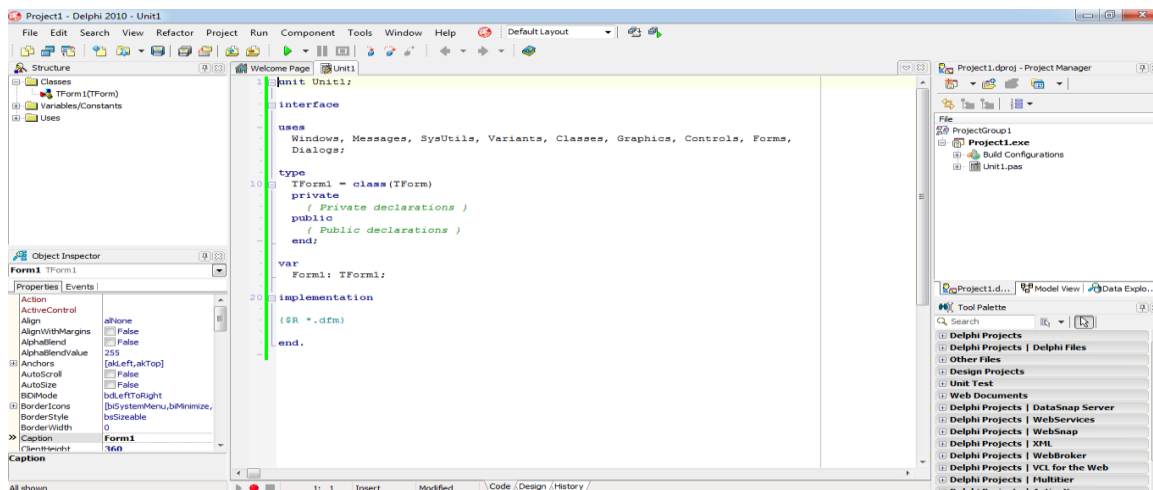 Project1 - Delphi 2010 - Unit1
File Edit Search View Refactor Project Run Component Tools Window Help Default Layout
Structure
Classes
TForm1(TForm)
Variables/Constants
Uses
Object Inspector
Form1 TForm1
Properties Events
Action
ActiveControl
Align alNone
AlignWithMargins False
AlphaBlend False
AlphaBlendValue 255
Anchors [akLeft,akTop]
AutoScroll False
AutoSize False
BiDiMode bdLeftToRight
BorderIcons [biSystemMenu,biMinimize,
BorderStyle bsSizeable
BorderWidth 0
Caption Form1
ClientHeight 360
Caption
All shown
Welcome Page Unit1
1 unit Unit1;
interface
uses
Windows, Messages, SysUtils, Variants, Classes, Graphics, Controls, Forms,
Dialogs;
type
10 TForm1 = class(TForm)
private
{ Private declarations }
public
{ Public declarations }
end;
var
Form1: TForm1;
20 implementation
{$R *.dfm}
end.
1: 1 Insert Modified Code Design History
Project1.dproj - Project Manager
File
ProjectGroup1
Project1.exe
Build Configurations
Unit1.pas
Project1.d... Model View Data Explo...
Tool Palette
Search
Delphi Projects
Delphi Projects | Delphi Files
Other Files
Design Projects
Unit Test
Web Documents
Delphi Projects | DataSnap Server
Delphi Projects | WebServices
Delphi Projects | WebSnap
Delphi Projects | XML
Delphi Projects | WebBroker
Delphi Projects | VCL for the Web
Delphi Projects | Multitier